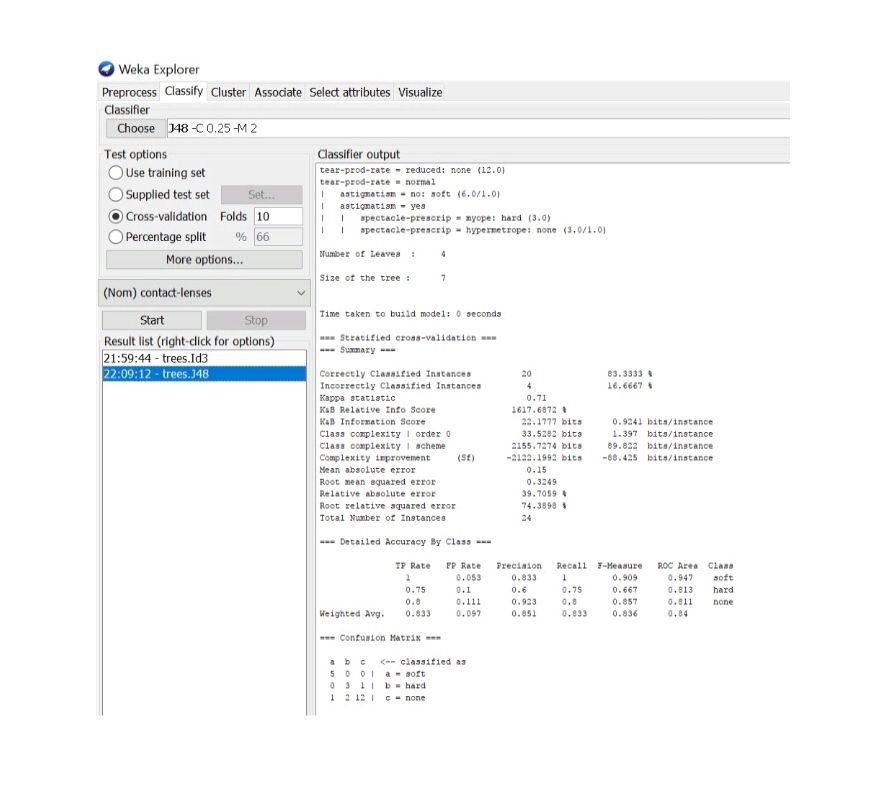 Weka Explorer
Preprocess Classify Cluster Associate Select attributes Visualize
Classifier
Choose J48 -C 0.25 -M 2
Test options
Use training set
Supplied test set Set...
Cross-validation Folds 10
Percentage split % 66
More options...
(Nom) contact-lenses
Start Stop
Result list (right-click for options)
21:59:44 - trees.Id3
22:09:12 - trees.J48
Classifier output
tear-prod-rate = reduced: none (12.0)
tear-prod-rate = normal
| astigmatism = no: soft (6.0/1.0)
| astigmatism = yes
| | spectacle-prescrip = myope: hard (3.0)
| | spectacle-prescrip = hypermetrope: none (3.0/1.0)
Number of Leaves : 4
Size of the tree : 7
Time taken to build model: 0 seconds
=== Stratified cross-validation ===
=== Summary ===
Correctly Classified Instances 20 83.3333 %
Incorrectly Classified Instances 4 16.6667 %
Kappa statistic 0.71
K&B Relative Info Score 1617.6872 %
K&B Information Score 22.1777 bits 0.9241 bits/instance
Class complexity | order 0 33.5282 bits 1.397 bits/instance
Class complexity | scheme 2155.7274 bits 89.822 bits/instance
Complexity improvement (Sf) -2122.1992 bits -88.425 bits/instance
Mean absolute error 0.15
Root mean squared error 0.3249
Relative absolute error 39.7059 %
Root relative squared error 74.3898 %
Total Number of Instances 24
=== Detailed Accuracy By Class ===
TP Rate FP Rate Precision Recall F-Measure ROC Area Class
1 0.053 0.833 1 0.909 0.947 soft
0.75 0.1 0.6 0.75 0.667 0.813 hard
0.8 0.111 0.923 0.8 0.857 0.811 none
Weighted Avg. 0.833 0.097 0.851 0.833 0.836 0.84
=== Confusion Matrix ===
a b c <-- classified as
5 0 0 | a = soft
0 3 1 | b = hard
1 2 12 | c = none